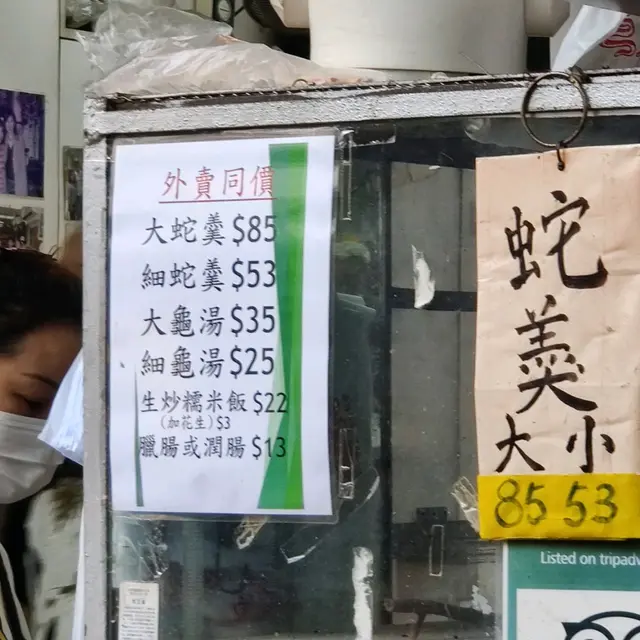 外賣同價
大蛇羹 $85
細蛇羹 $53
大龜湯 $35
細龜湯 $25
生炒糯米飯 $22
(加花生) $3
臘腸或潤腸 $13
蛇
羹
大 小
85 53
Listed on tripadv